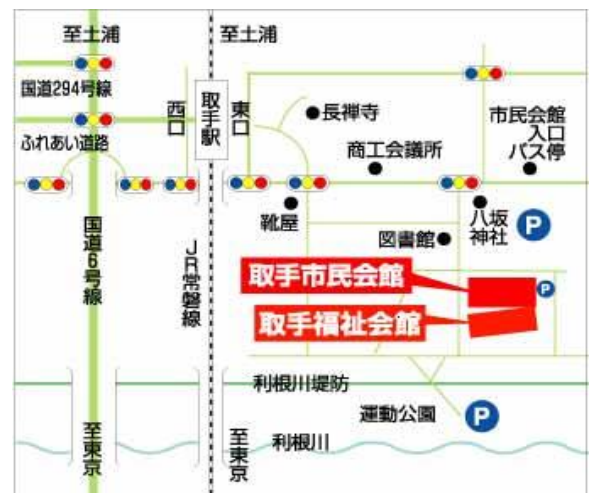 至土浦
至土浦
国道294号線
ふれあい道路
西口
取手駅
東口
長禅寺
商工会議所
市民会館
入口
バス停
靴屋
図書館
八坂
神社
P
国道6号線
JR常磐線
取手市民会館
P
取手福祉会館
利根川堤防
運動公園
P
至東京
至東京
利根川